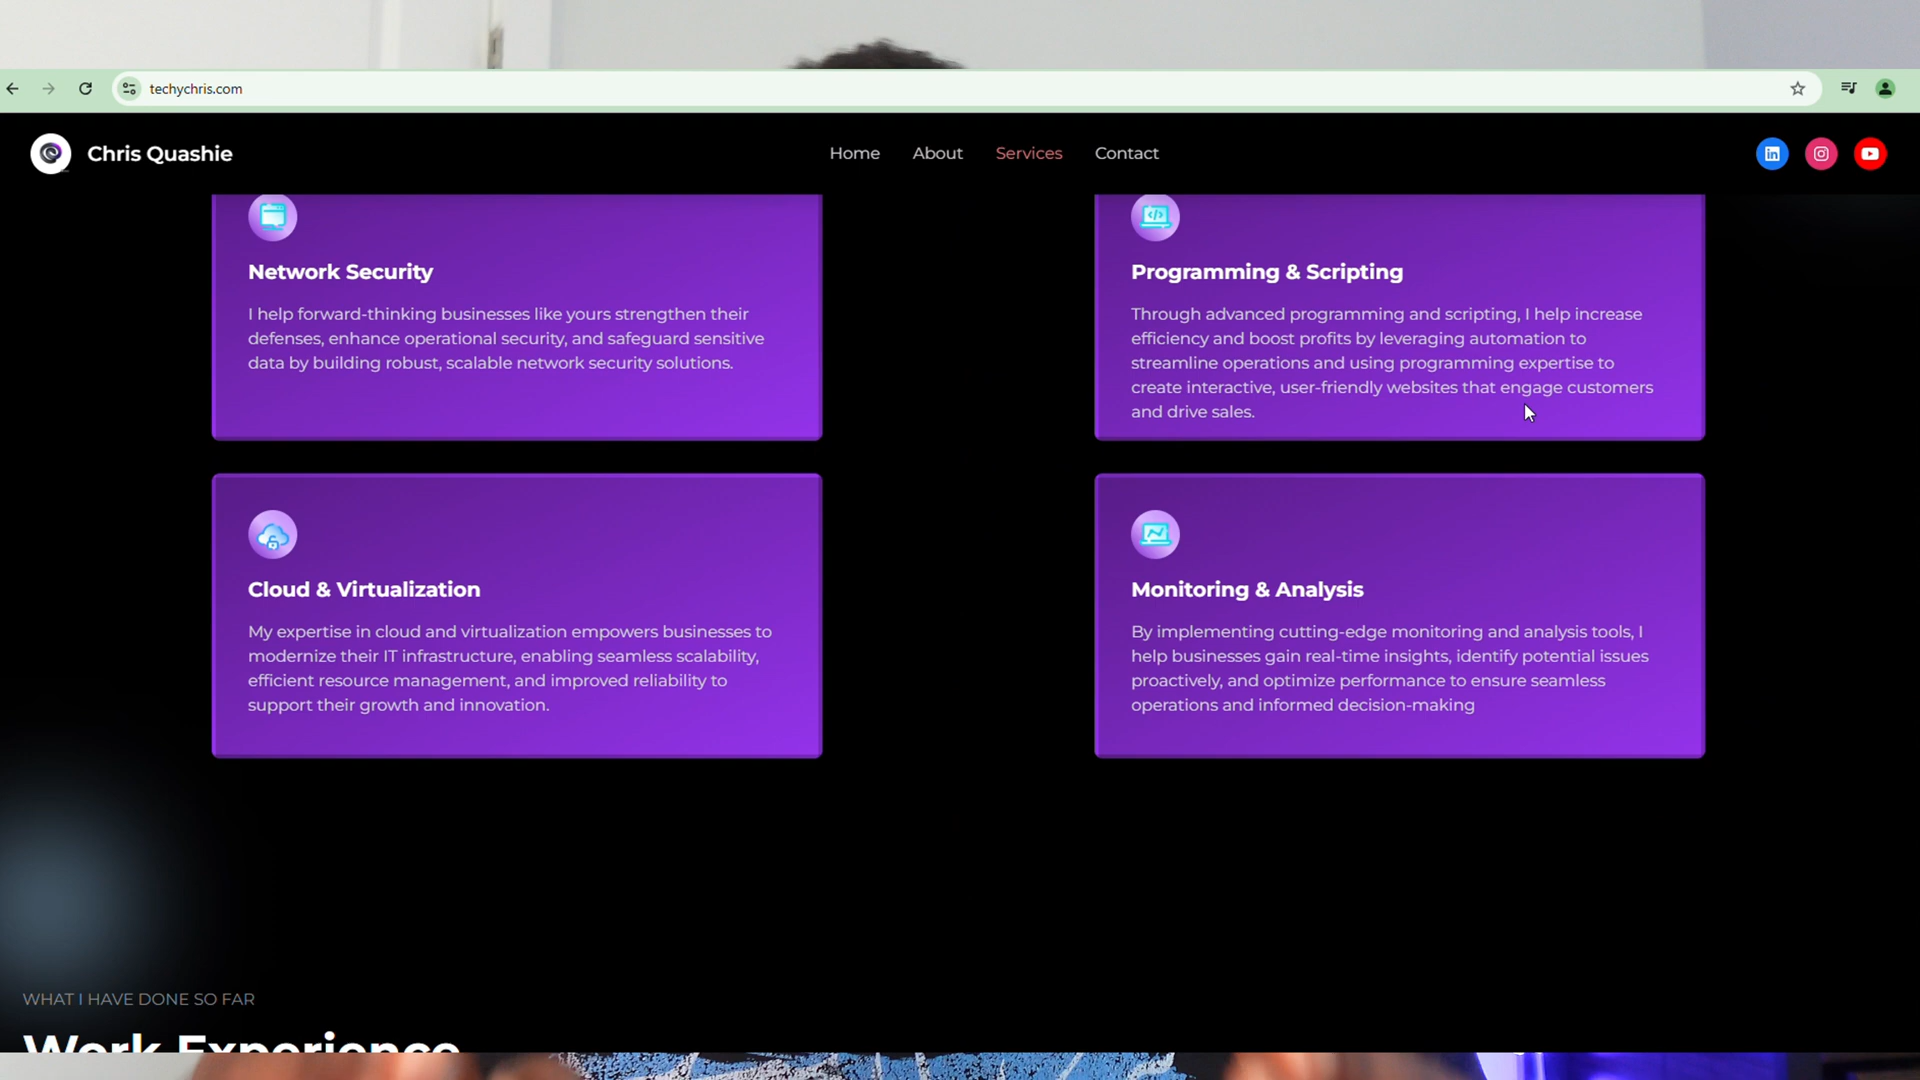 techychris.com
Chris Quashie
Home
About
Services
Contact
Network Security
I help forward-thinking businesses like yours strengthen their
defenses, enhance operational security, and safeguard sensitive
data by building robust, scalable network security solutions.
Programming & Scripting
Through advanced programming and scripting, I help increase
efficiency and boost profits by leveraging automation to
streamline operations and using programming expertise to
create interactive, user-friendly websites that engage customers
and drive sales.
Cloud & Virtualization
My expertise in cloud and virtualization empowers businesses to
modernize their IT infrastructure, enabling seamless scalability,
efficient resource management, and improved reliability to
support their growth and innovation.
Monitoring & Analysis
By implementing cutting-edge monitoring and analysis tools, I
help businesses gain real-time insights, identify potential issues
proactively, and optimize performance to ensure seamless
operations and informed decision-making
WHAT I HAVE DONE SO FAR
Work Experience